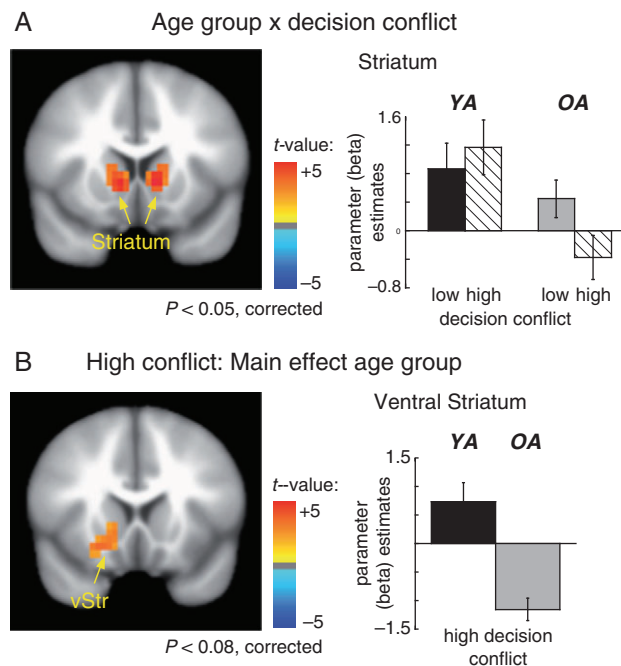 A Age group x decision conflict
Striatum
YA OA
t-value:
+5
−5
Striatum
P < 0.05, corrected
parameter (beta)
estimates
1.6
0
−0.8
low high low high
decision conflict
B High conflict: Main effect age group
Ventral Striatum
YA OA
t--value:
+5
−5
vStr
P < 0.08, corrected
parameter
(beta) estimates
1.5
−1.5
high decision
conflict